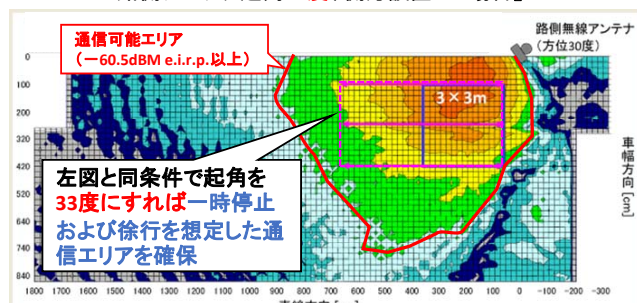 路側無線アンテナ
（方位30度）
通信可能エリア
（－60.5dBM e.i.r.p.以上）
0
100
200
300
400
500
600
700
840
3×3m
車幅方向[cm]
左図と同条件で起角を
33度にすれば一時停止
および徐行を想定した通
信エリアを確保
1800 1700 1600 1500 1400 1300 1200 1100 1000 900 800 700 600 500 400 300 200 100 0 -100 -200 -300